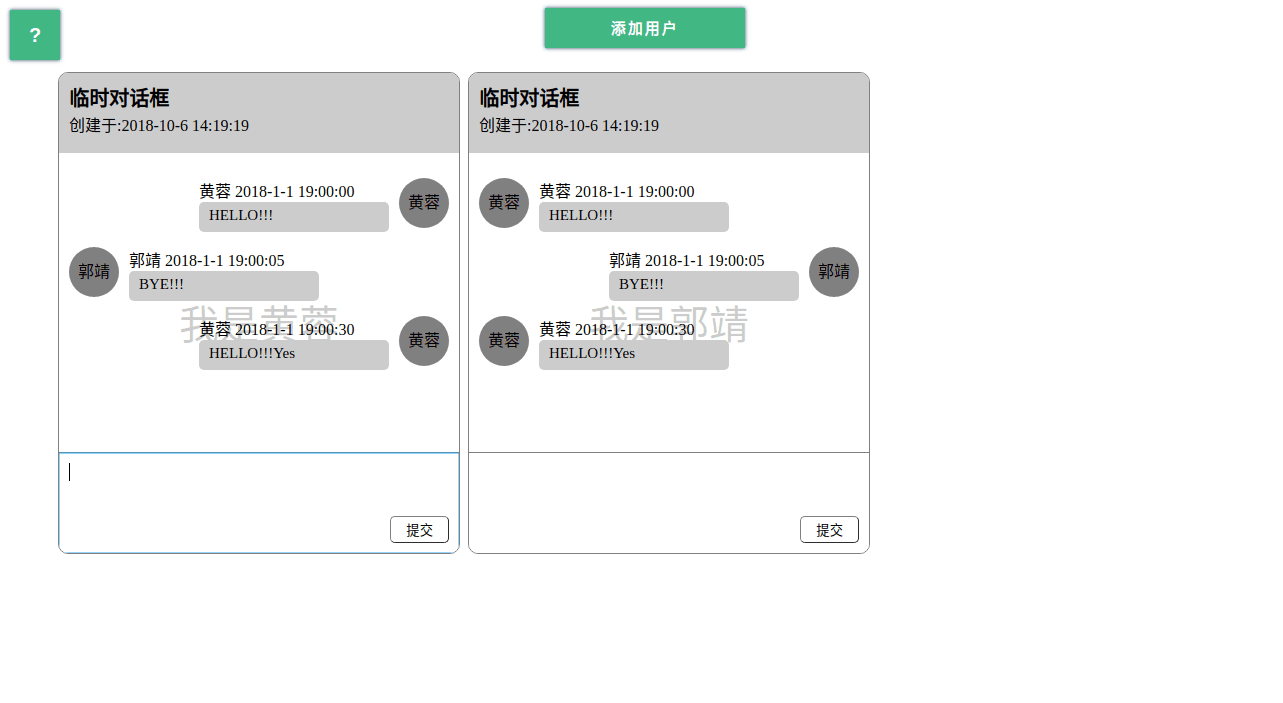 ?
添加用户
临时对话框
创建于:2018-10-6 14:19:19
黄蓉 2018-1-1 19:00:00
黄蓉
HELLO!!!
郭靖
郭靖 2018-1-1 19:00:05
BYE!!!
我是黄蓉
黄蓉 2018-1-1 19:00:30
黄蓉
HELLO!!!Yes
提交
临时对话框
创建于:2018-10-6 14:19:19
黄蓉
黄蓉 2018-1-1 19:00:00
HELLO!!!
郭靖 2018-1-1 19:00:05
郭靖
BYE!!!
我是郭靖
黄蓉
黄蓉 2018-1-1 19:00:30
HELLO!!!Yes
提交